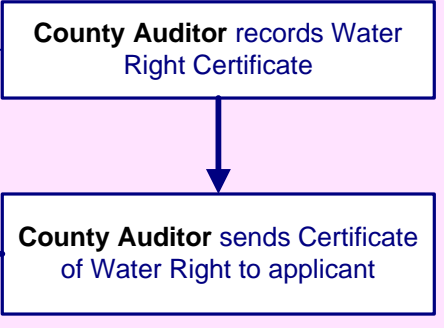 County Auditor records Water
Right Certificate
County Auditor sends Certificate
of Water Right to applicant